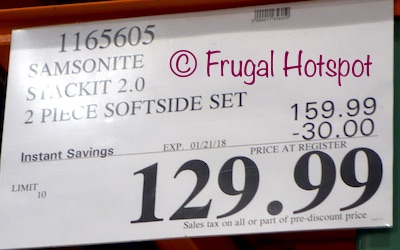 1165605
SAMSONITE
STACKIT 2.0
2 PIECE SOFTSIDE SET
© Frugal Hotspot
159.99
-30.00
Instant Savings EXP. 01/21/18 PRICE AT REGISTER
LIMIT 10
129.99
Sales tax on all or part of pre-discount price